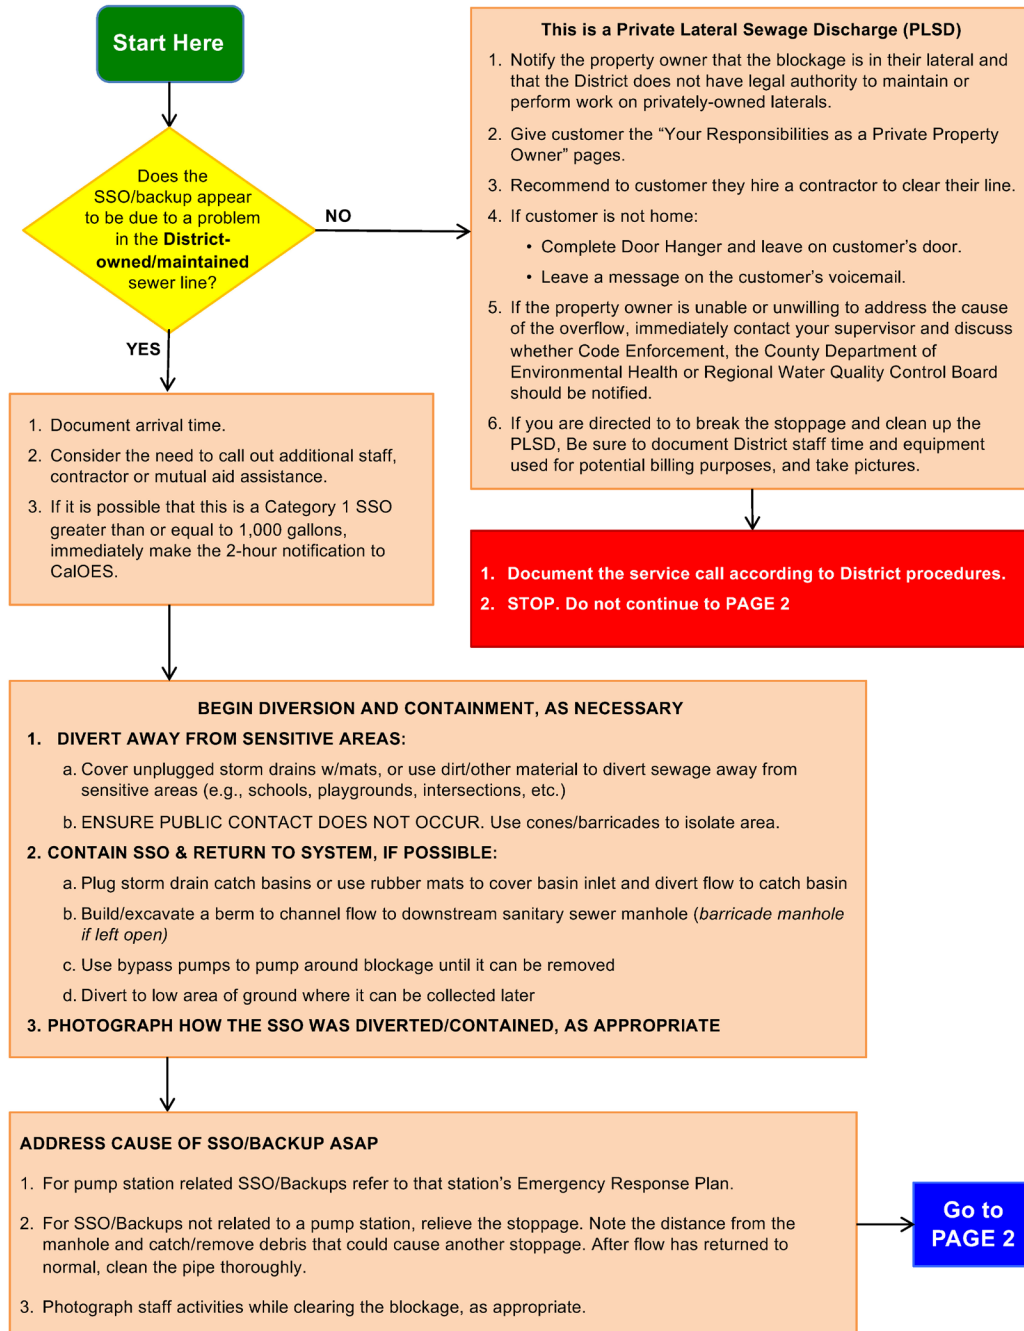 Start Here
Does the
SSO/backup appear
to be due to a problem
in the District-
owned/maintained
sewer line?
NO
YES
This is a Private Lateral Sewage Discharge (PLSD)
1. Notify the property owner that the blockage is in their lateral and
that the District does not have legal authority to maintain or
perform work on privately-owned laterals.
2. Give customer the “Your Responsibilities as a Private Property
Owner” pages.
3. Recommend to customer they hire a contractor to clear their line.
4. If customer is not home:
• Complete Door Hanger and leave on customer’s door.
• Leave a message on the customer’s voicemail.
5. If the property owner is unable or unwilling to address the cause
of the overflow, immediately contact your supervisor and discuss
whether Code Enforcement, the County Department of
Environmental Health or Regional Water Quality Control Board
should be notified.
6. If you are directed to to break the stoppage and clean up the
PLSD, Be sure to document District staff time and equipment
used for potential billing purposes, and take pictures.
1. Document the service call according to District procedures.
2. STOP. Do not continue to PAGE 2
1. Document arrival time.
2. Consider the need to call out additional staff,
contractor or mutual aid assistance.
3. If it is possible that this is a Category 1 SSO
greater than or equal to 1,000 gallons,
immediately make the 2-hour notification to
CalOES.
BEGIN DIVERSION AND CONTAINMENT, AS NECESSARY
1. DIVERT AWAY FROM SENSITIVE AREAS:
a. Cover unplugged storm drains w/mats, or use dirt/other material to divert sewage away from
sensitive areas (e.g., schools, playgrounds, intersections, etc.)
b. ENSURE PUBLIC CONTACT DOES NOT OCCUR. Use cones/barricades to isolate area.
2. CONTAIN SSO & RETURN TO SYSTEM, IF POSSIBLE:
a. Plug storm drain catch basins or use rubber mats to cover basin inlet and divert flow to catch basin
b. Build/excavate a berm to channel flow to downstream sanitary sewer manhole (barricade manhole
if left open)
c. Use bypass pumps to pump around blockage until it can be removed
d. Divert to low area of ground where it can be collected later
3. PHOTOGRAPH HOW THE SSO WAS DIVERTED/CONTAINED, AS APPROPRIATE
ADDRESS CAUSE OF SSO/BACKUP ASAP
1. For pump station related SSO/Backups refer to that station’s Emergency Response Plan.
2. For SSO/Backups not related to a pump station, relieve the stoppage. Note the distance from the
manhole and catch/remove debris that could cause another stoppage. After flow has returned to
normal, clean the pipe thoroughly.
3. Photograph staff activities while clearing the blockage, as appropriate.
Go to
PAGE 2